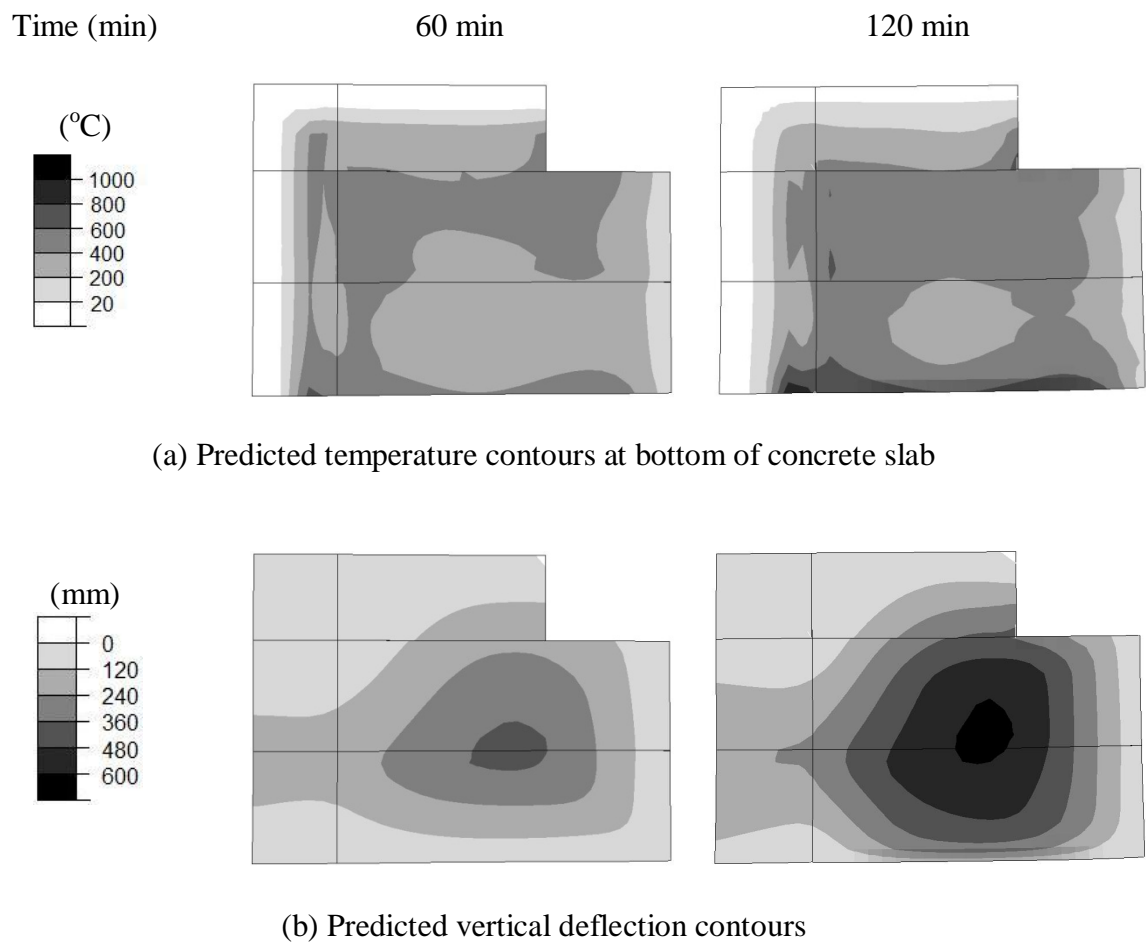 Time (min) 60 min 120 min
(°C)
1000
800
600
400
200
20
(a) Predicted temperature contours at bottom of concrete slab
(mm)
0
120
240
360
480
600
(b) Predicted vertical deflection contours